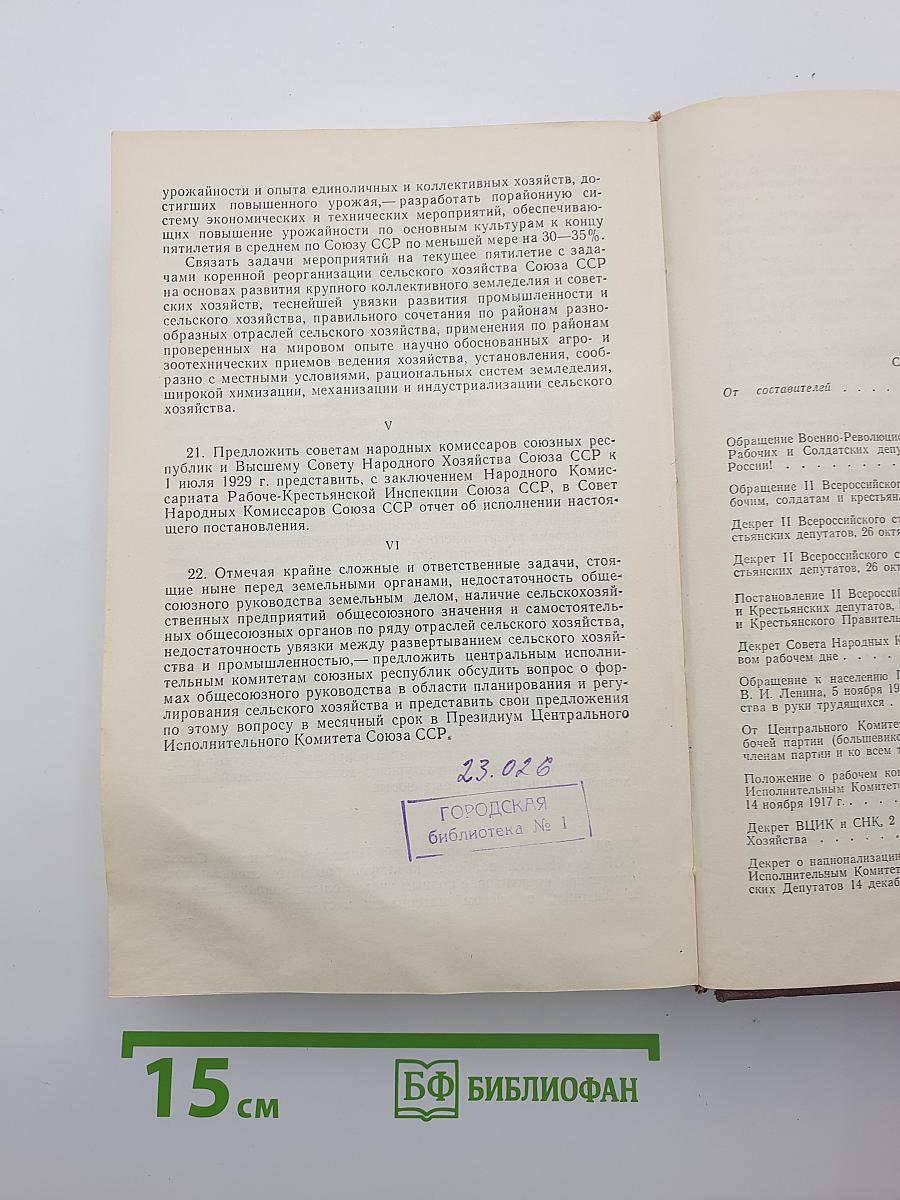 урожайности и опыта единоличных и коллективных хозяйств, до-
стигших повышенного урожая,— разработать порайонную си-
стему экономических и технических мероприятий, обеспечиваю-
щих повышение урожайности по основным культурам к концу
пятилетия в среднем по Союзу ССР по меньшей мере на 30—35%.
Связать задачи мероприятий на текущее пятилетие с зада-
чами коренной реорганизации сельского хозяйства Союза ССР
на основах развития крупного коллективного земледелия и совет-
ских хозяйств, теснейшей увязки развития промышленности и
сельского хозяйства, правильного сочетания по районам разно-
образных отраслей сельского хозяйства, применения по районам
проверенных на мировом опыте научно обоснованных агро- и
зоотехнических приемов ведения хозяйства, установления, сооб-
разно с местными условиями, рациональных систем земледелия,
широкой химизации, механизации и индустриализации сельского
хозяйства.
V
21. Предложить советам народных комиссаров союзных рес-
публик и Высшему Совету Народного Хозяйства Союза ССР к
1 июля 1929 г. представить, с заключением Народного Комис-
сариата Рабоче-Крестьянской Инспекции Союза ССР, в Совет
Народных Комиссаров Союза ССР отчет об исполнении настоя-
щего постановления.
VI
22. Отмечая крайне сложные и ответственные задачи, стоя-
щие ныне перед земельными органами, недостаточность обще-
союзного руководства земельным делом, наличие сельскохозяй-
ственных предприятий общесоюзного значения и самостоятель-
ных общесоюзных органов по ряду отраслей сельского хозяйства,
недостаточность увязки между развертыванием сельского хозяй-
ства и промышленностью,— предложить центральным исполни-
тельным комитетам союзных республик обсудить вопрос о фор-
мах общесоюзного руководства в области планирования и регу-
лирования сельского хозяйства и представить свои предложения
по этому вопросу в месячный срок в Президиум Центрального
Исполнительного Комитета Союза ССР.
23.026
ГОРОДСКАЯ
библиотека № 1
С
От составителей . . . .
Обращение Военно-Революцио
Рабочих и Солдатских депу
России! . . . . . . . .
Обращение II Всероссийского
бочим, солдатам и крестьян
Декрет II Всероссийского с
стьянских депутатов, 26 октя
Декрет II Всероссийского с
стьянских депутатов, 26 окт
Постановление II Всероссий
и Крестьянских депутатов,
и Крестьянского Правитель
Декрет Совета Народных К
вом рабочем дне . . . .
Обращение к населению П
В. И. Ленина, 5 ноября 19
ства в руки трудящихся .
От Центрального Комитет
бочей партии (большевико
членам партии и ко всем т
Положение о рабочем кон
Исполнительным Комитето
14 ноября 1917 г. . . . .
Декрет ВЦИК и СНК, 2
Хозяйства . . . . . .
Декрет о национализации
Исполнительным Комитет
ских Депутатов 14 декаб
15 см
БФ БИБЛИОФАН